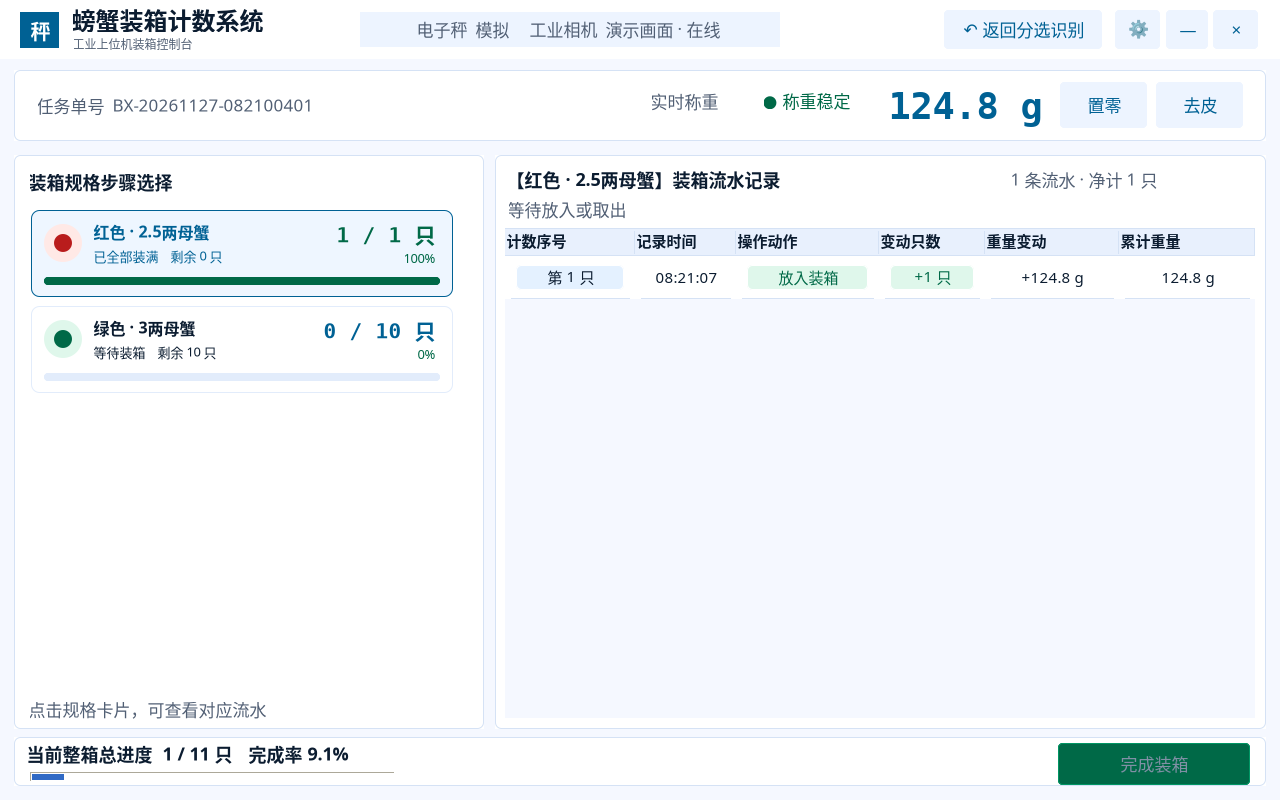 秤
螃蟹装箱计数系统
工业上位机装箱控制台
电子秤 模拟 工业相机 演示画面 · 在线
↶ 返回分选识别
⚙️
—
×
任务单号 BX-20261127-082100401
实时称重
● 称重稳定
124.8 g
置零
去皮
装箱规格步骤选择
红色 · 2.5两母蟹
1 / 1 只
已全部装满 剩余 0 只
100%
绿色 · 3两母蟹
0 / 10 只
等待装箱 剩余 10 只
0%
点击规格卡片，可查看对应流水
【红色 · 2.5两母蟹】装箱流水记录
1 条流水 · 净计 1 只
等待放入或取出
计数序号 记录时间 操作动作 变动只数 重量变动 累计重量
第 1 只 08:21:07 放入装箱 +1 只 +124.8 g 124.8 g
当前整箱总进度 1 / 11 只 完成率 9.1%
完成装箱